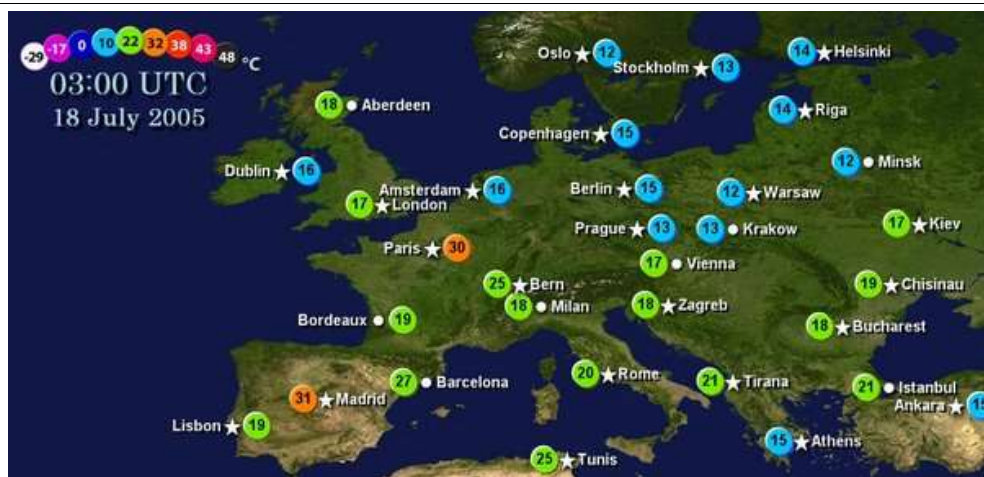 -29 -17 0 10 22 32 38 43 48 °C
03:00 UTC
18 July 2005
Oslo 12
14 Helsinki
Stockholm 13
18 Aberdeen
14 Riga
Copenhagen 15
12 Minsk
Dublin 16
Amsterdam 16
Berlin 15
12 Warsaw
17 London
17 Kiev
Prague 13
13 Krakow
Paris 30
17 Vienna
25 Bern
19 Chisinau
18 Milan
18 Zagreb
Bordeaux 19
18 Bucharest
20 Rome
21 Tirana
27 Barcelona
21 Istanbul
31 Madrid
Ankara 15
Lisbon 19
15 Athens
25 Tunis